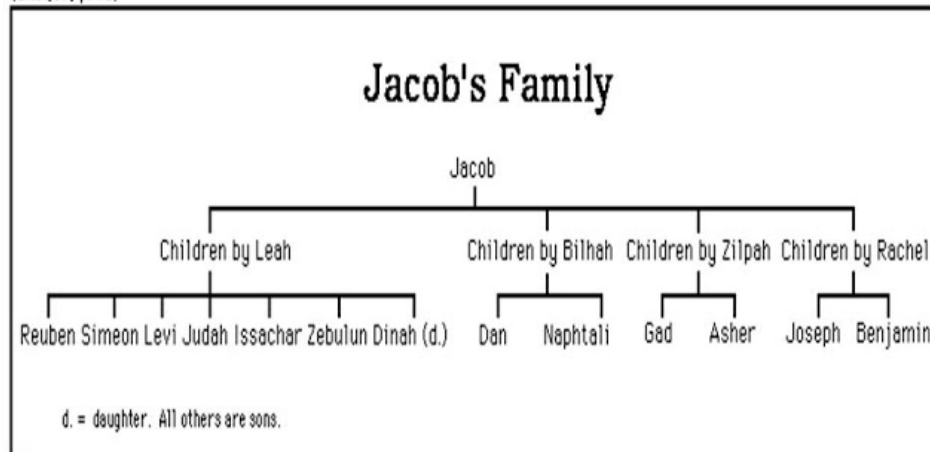 Jacob's Family
Jacob
Children by Leah Children by Bilhah Children by Zilpah Children by Rachel
Reuben Simeon Levi Judah Issachar Zebulun Dinah (d.) Dan Naphtali Gad Asher Joseph Benjamin
d. = daughter. All others are sons.